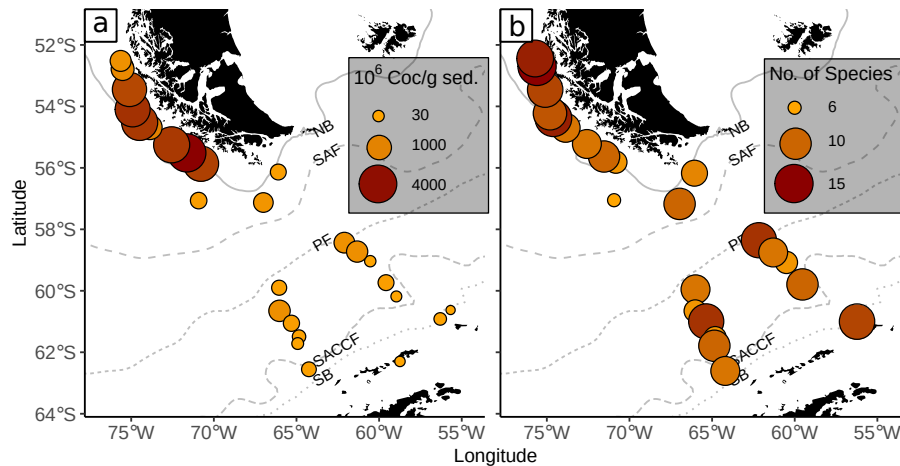 a
b
52°S
54°S
56°S
58°S
60°S
62°S
64°S
Latitude
10⁶ Coc/g sed.
30
1000
4000
No. of Species
6
10
15
NB
SAF
PF
SACCF
SB
NB
SAF
PF
SACCF
SB
75°W
70°W
65°W
60°W
55°W
75°W
70°W
65°W
60°W
55°W
Longitude